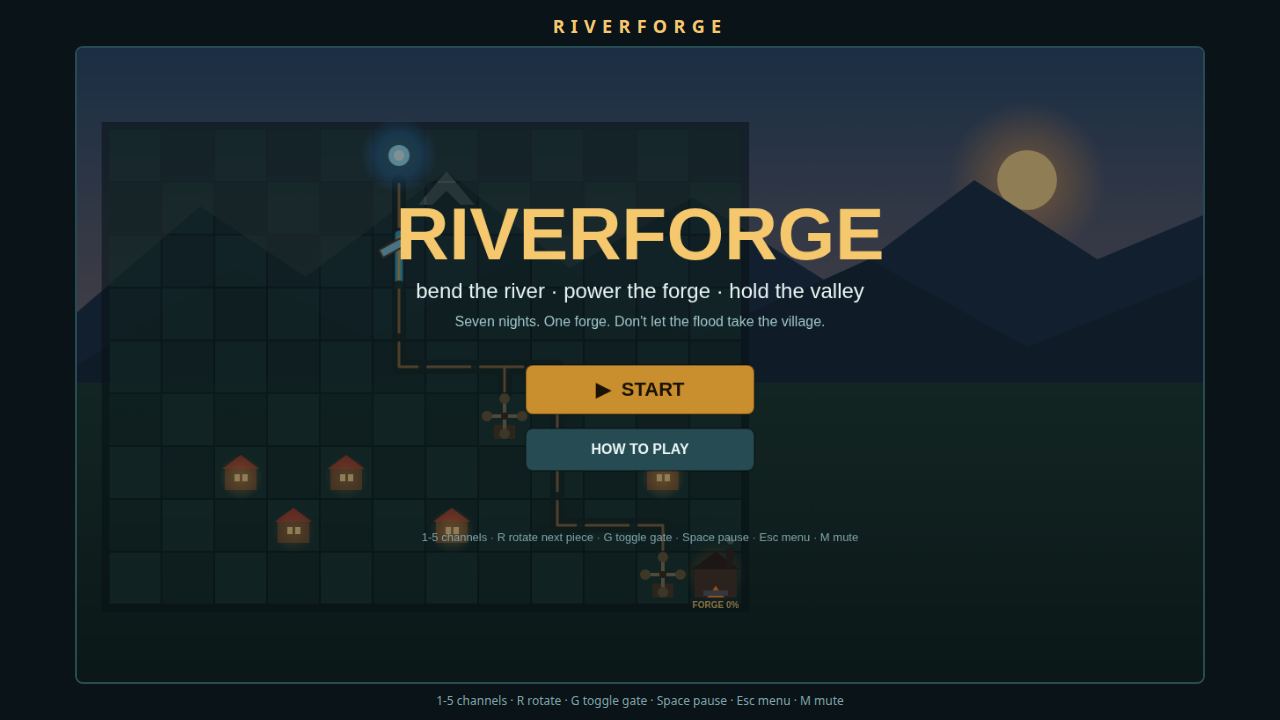 RIVERFORGE
RIVERFORGE
bend the river · power the forge · hold the valley
Seven nights. One forge. Don't let the flood take the village.
▶ START
HOW TO PLAY
1-5 channels · R rotate next piece · G toggle gate · Space pause · Esc menu · M mute
FORGE 0%
1-5 channels · R rotate · G toggle gate · Space pause · Esc menu · M mute